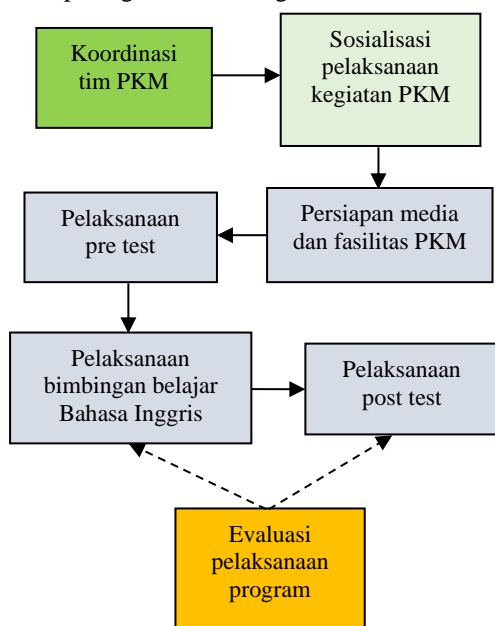 Koordinasi
tim PKM
Sosialisasi
pelaksanaan
kegiatan PKM
Persiapan media
dan fasilitas PKM
Pelaksanaan
pre test
Pelaksanaan
bimbingan belajar
Bahasa Inggris
Pelaksanaan
post test
Evaluasi
pelaksanaan
program